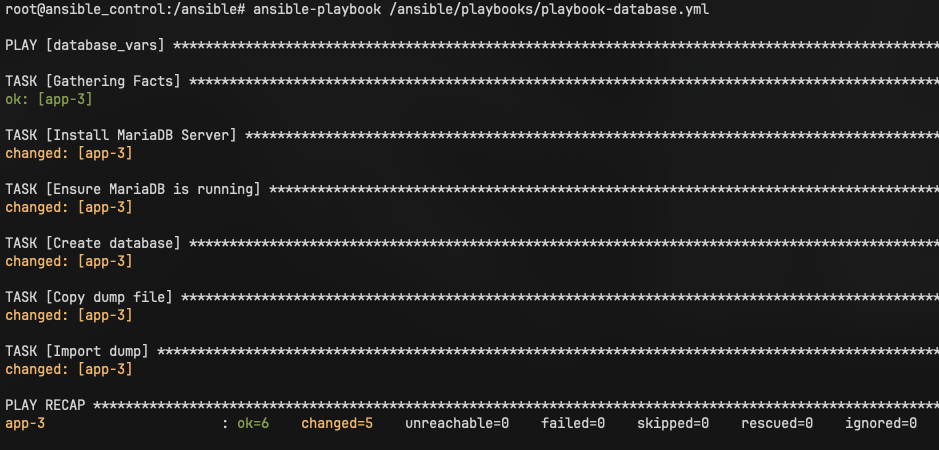 root@ansible_control:/ansible# ansible-playbook /ansible/playbooks/playbook-database.yml
PLAY [database_vars] ************************************************************************************************
TASK [Gathering Facts] **********************************************************************************************
ok: [app-3]
TASK [Install MariaDB Server] ***************************************************************************************
changed: [app-3]
TASK [Ensure MariaDB is running] ************************************************************************************
changed: [app-3]
TASK [Create database] **********************************************************************************************
changed: [app-3]
TASK [Copy dump file] ***********************************************************************************************
changed: [app-3]
TASK [Import dump] **************************************************************************************************
changed: [app-3]
PLAY RECAP **********************************************************************************************************
app-3                      : ok=6    changed=5    unreachable=0    failed=0    skipped=0    rescued=0    ignored=0